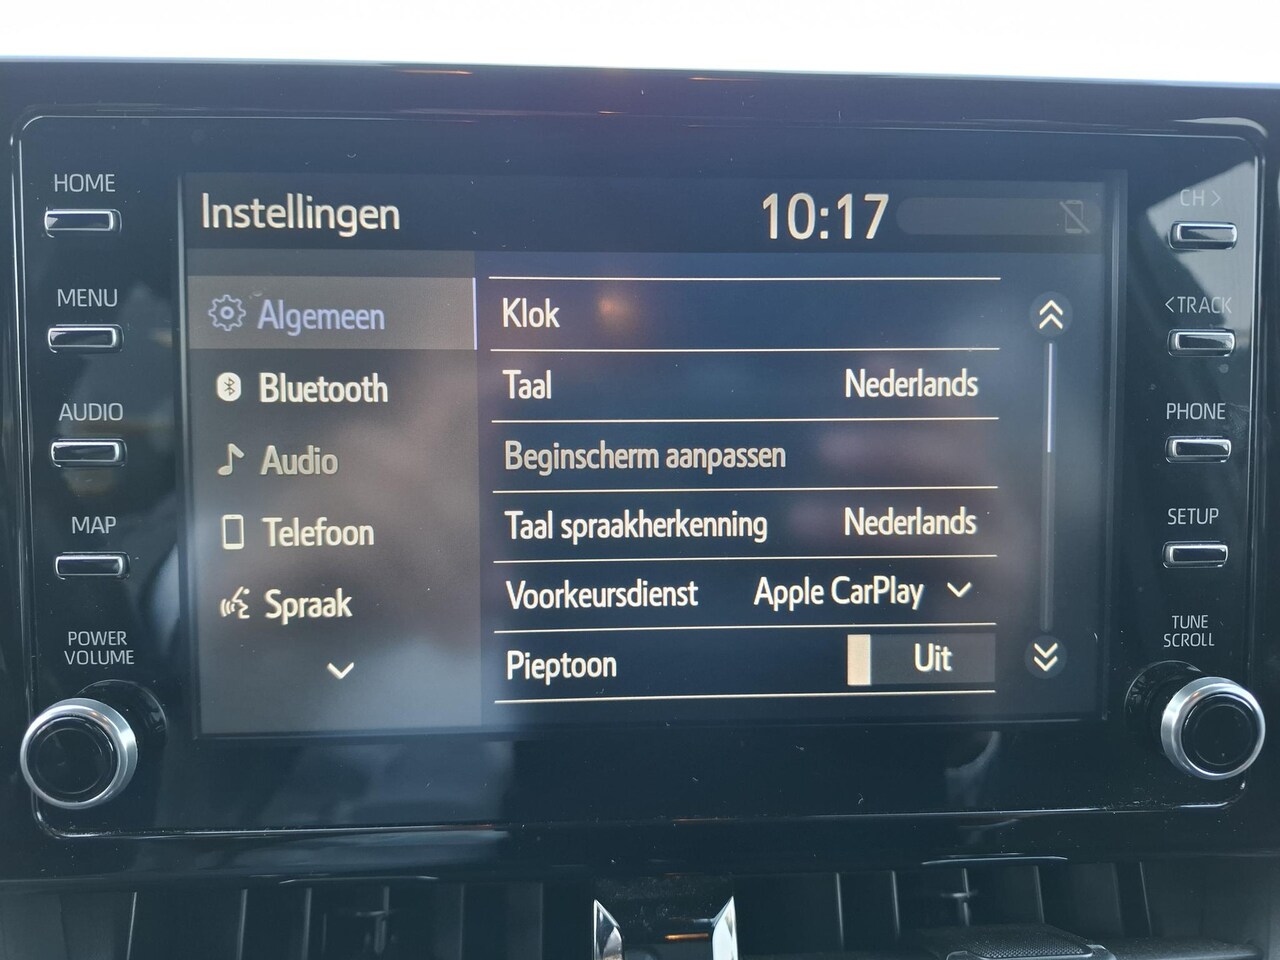 HOME
MENU
AUDIO
MAP
POWER
VOLUME
Instellingen
10:17
Algemeen
Bluetooth
Audio
Telefoon
Spraak
Klok
Taal Nederlands
Beginscherm aanpassen
Taal spraakherkenning Nederlands
Voorkeursdienst Apple CarPlay
Pieptoon Uit
CH >
< TRACK
PHONE
SETUP
TUNE
SCROLL